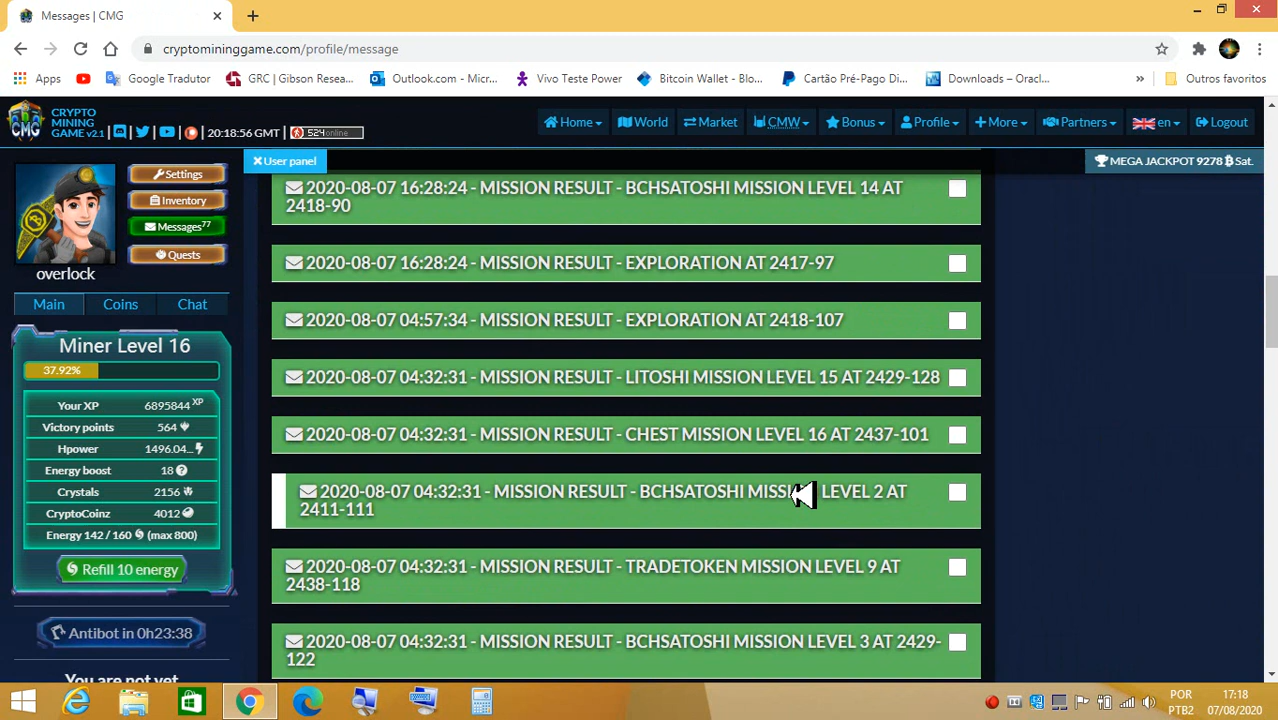 Messages | CMG
cryptomininggame.com/profile/message
Apps
Google Tradutor
GRC | Gibson Resea...
Outlook.com - Micr...
Vivo Teste Power
Bitcoin Wallet - Blo...
Cartão Pré-Pago Di...
Downloads – Oracl...
»
Outros favoritos
CMG
CRYPTO
MINING
GAME v2.1
20:18:56 GMT
524 online
Home
World
Market
CMW
Bonus
Profile
More
Partners
en
Logout
User panel
MEGA JACKPOT 9278 Sat.
Settings
Inventory
Messages77
Quests
overlock
Main
Coins
Chat
Miner Level 16
37.92%
Your XP 6895844 XP
Victory points 564
Hpower 1496.04...
Energy boost 18
Crystals 2156
CryptoCoinz 4012
Energy 142 / 160 (max 800)
Refill 10 energy
Antibot in 0h23:38
You are not yet
2020-08-07 16:28:24 - MISSION RESULT - BCHSATOSHI MISSION LEVEL 14 AT
2418-90
2020-08-07 16:28:24 - MISSION RESULT - EXPLORATION AT 2417-97
2020-08-07 04:57:34 - MISSION RESULT - EXPLORATION AT 2418-107
2020-08-07 04:32:31 - MISSION RESULT - LITOSHI MISSION LEVEL 15 AT 2429-128
2020-08-07 04:32:31 - MISSION RESULT - CHEST MISSION LEVEL 16 AT 2437-101
2020-08-07 04:32:31 - MISSION RESULT - BCHSATOSHI MISSION LEVEL 2 AT
2411-111
2020-08-07 04:32:31 - MISSION RESULT - TRADETOKEN MISSION LEVEL 9 AT
2438-118
2020-08-07 04:32:31 - MISSION RESULT - BCHSATOSHI MISSION LEVEL 3 AT 2429-
122
POR
PTB2
17:18
07/08/2020